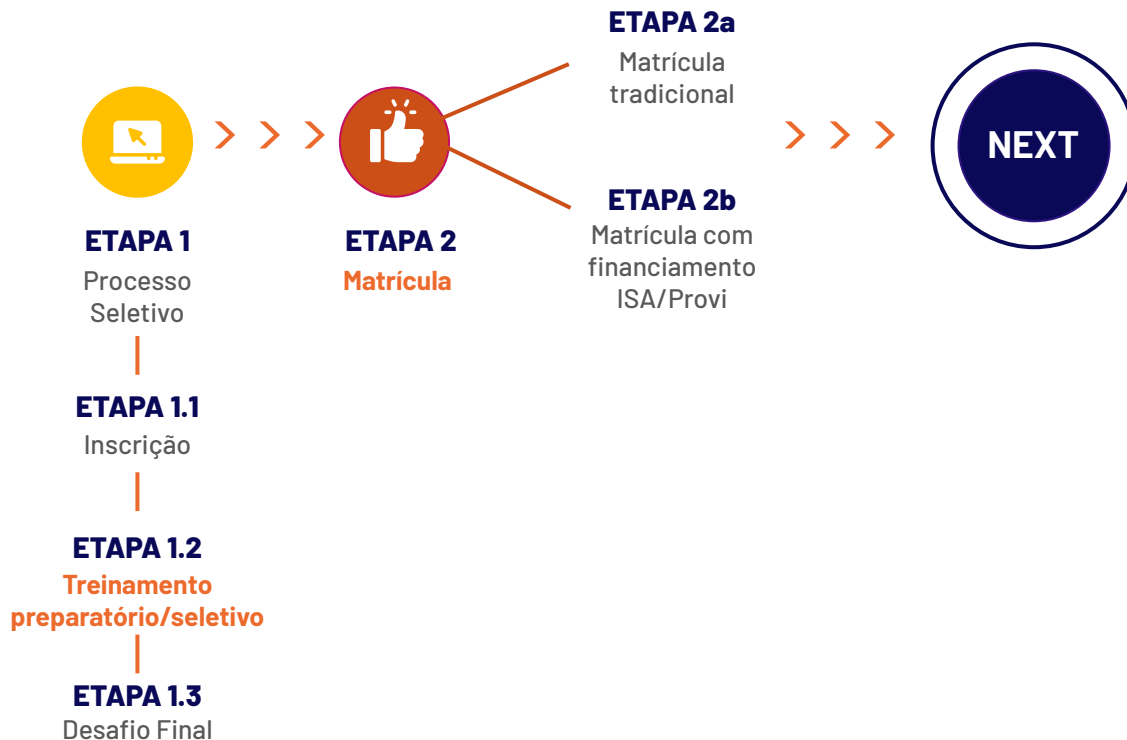 ETAPA 1
Processo
Seletivo
ETAPA 1.1
Inscrição
ETAPA 1.2
Treinamento
preparatório/seletivo
ETAPA 1.3
Desafio Final
ETAPA 2
Matrícula
ETAPA 2a
Matrícula
tradicional
ETAPA 2b
Matrícula com
financiamento
ISA/Provi
NEXT